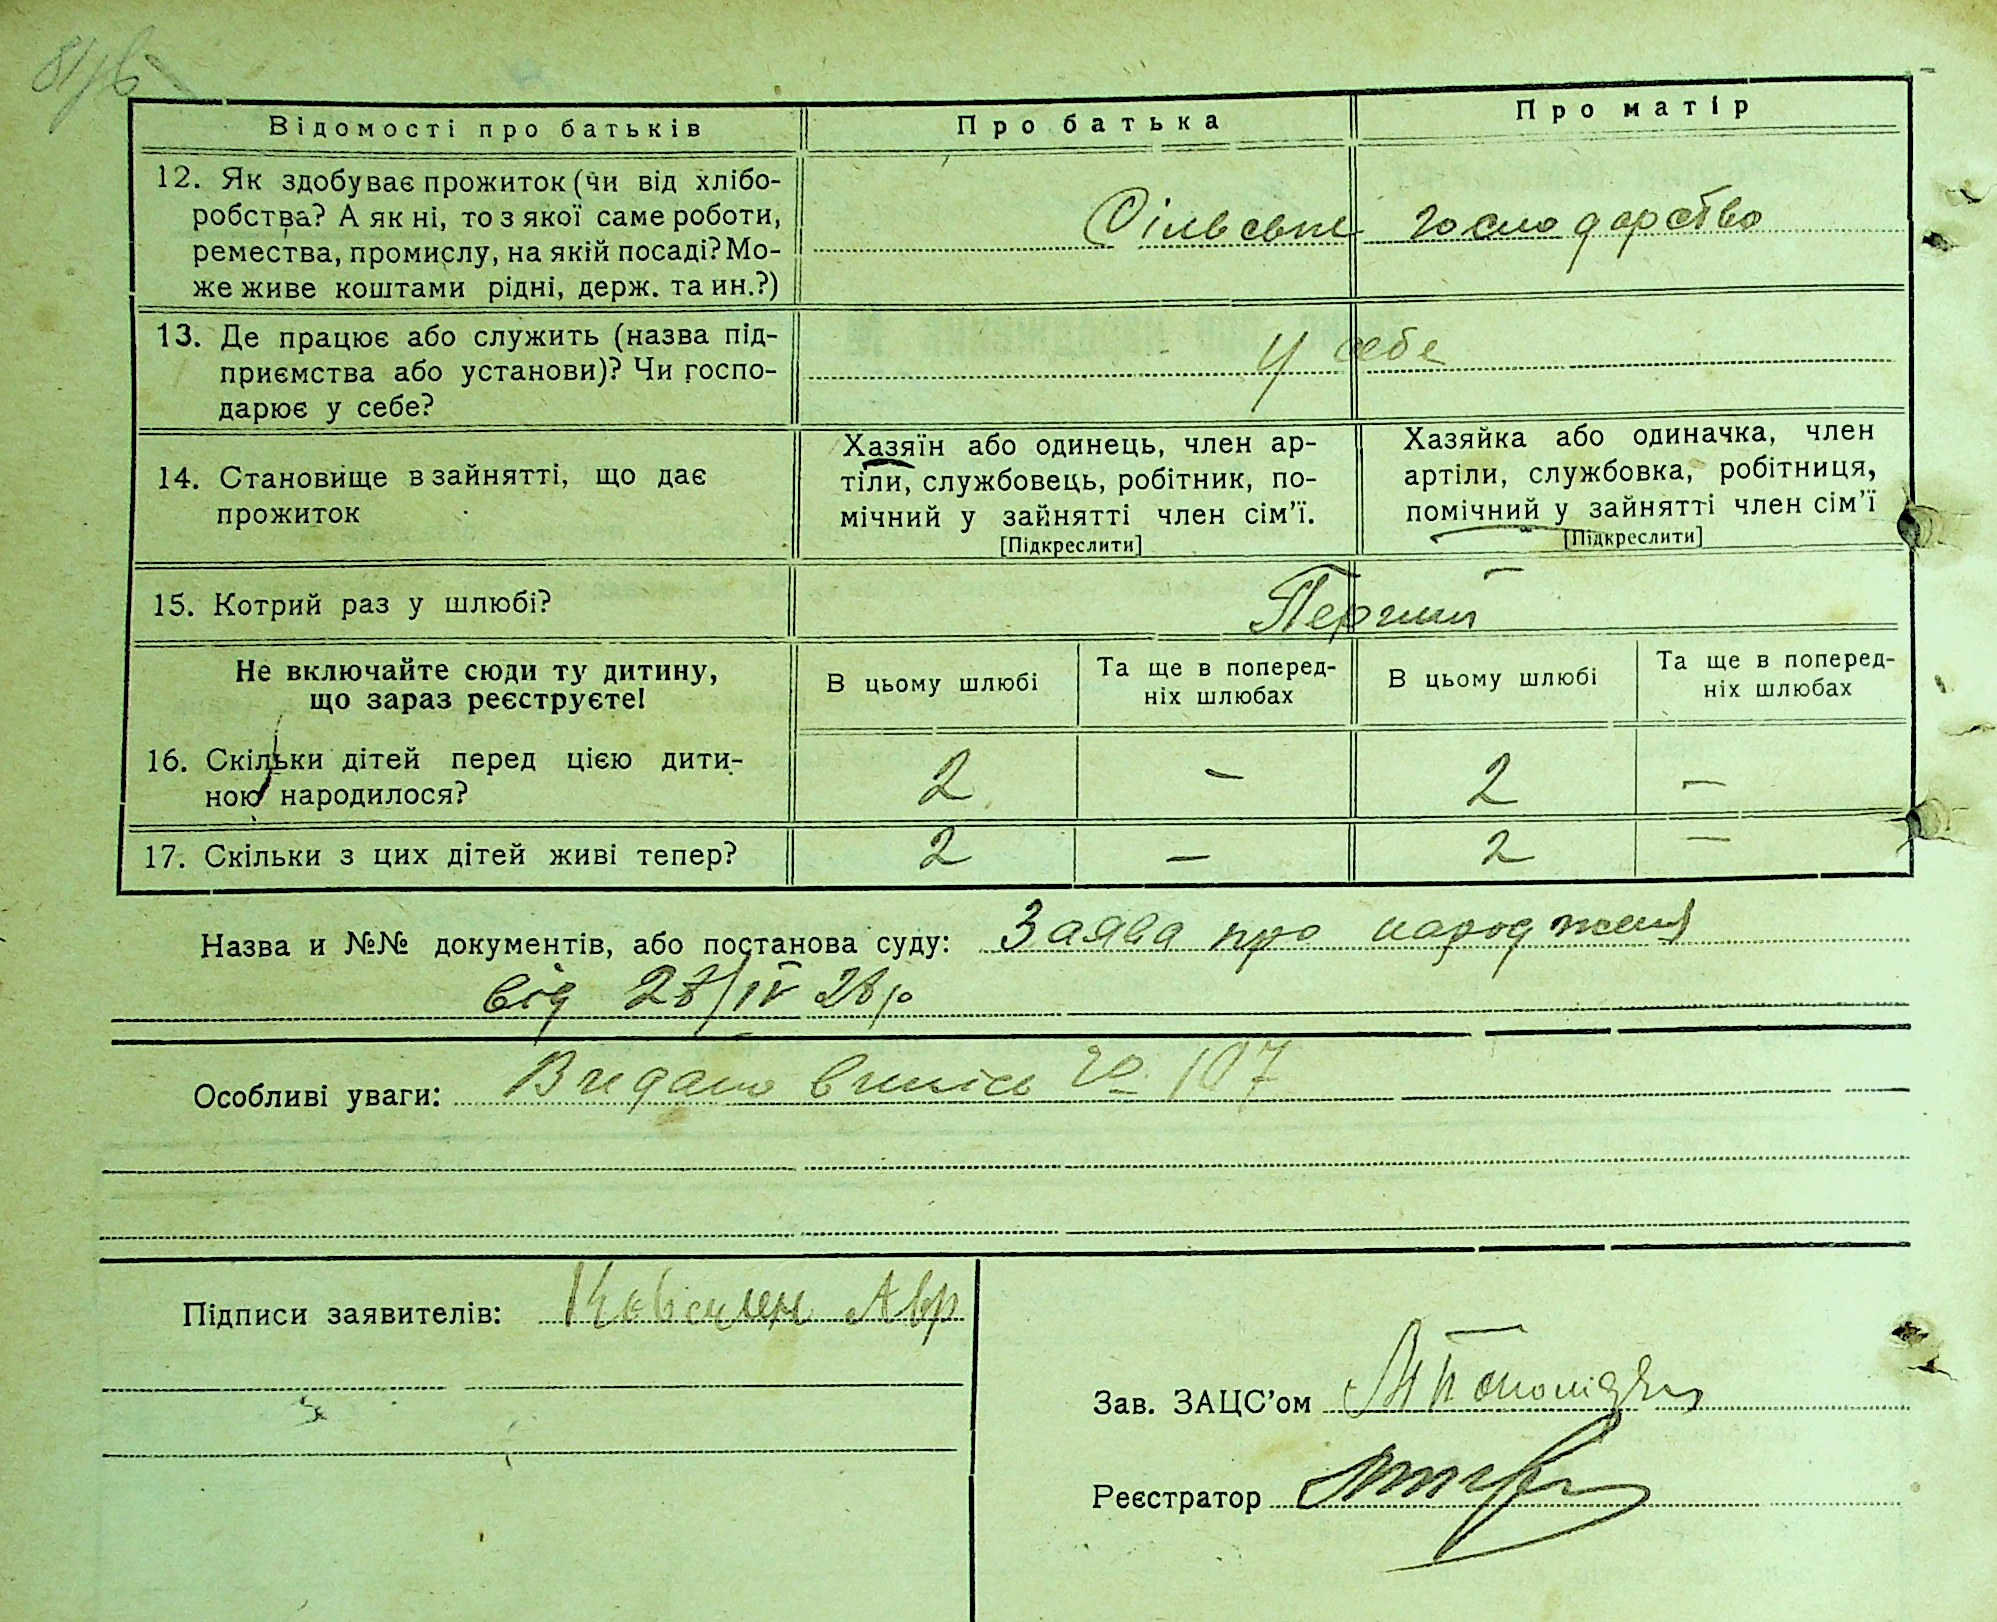 Відомості про батьків
Про батька
Про матір
12. Як здобуває прожиток (чи від хлібо-
робства? А як ні, то з якої саме роботи,
ремества, промислу, на якій посаді? Мо-
же живе коштами рідні, держ. та ин.?)
Сільське господарство
13. Де працює або служить (назва під-
приємства або установи)? Чи госпо-
дарює у себе?
у себе
14. Становище в зайнятті, що дає
прожиток
Хазяїн або одинець, член ар-
тіли, службовець, робітник, по-
мічний у зайнятті член сім'ї.
[Підкреслити]
Хазяйка або одиначка, член
артіли, службовка, робітниця,
помічний у зайнятті член сім'ї
[Підкреслити]
15. Котрий раз у шлюбі?
Перший
Не включайте сюди ту дитину,
що зараз реєструєте!
В цьому шлюбі
Та ще в поперед-
ніх шлюбах
В цьому шлюбі
Та ще в поперед-
ніх шлюбах
16. Скільки дітей перед цією дити-
ною народилося?
2 – 2 –
17. Скільки з цих дітей живі тепер?
2 – 2 –
Назва и №№ документів, або постанова суду: Заява про народженя
від 28/IV 28р
Особливі уваги: Видано випись 107
Підписи заявителів: Авр
Зав. ЗАЦС'ом
Реєстратор